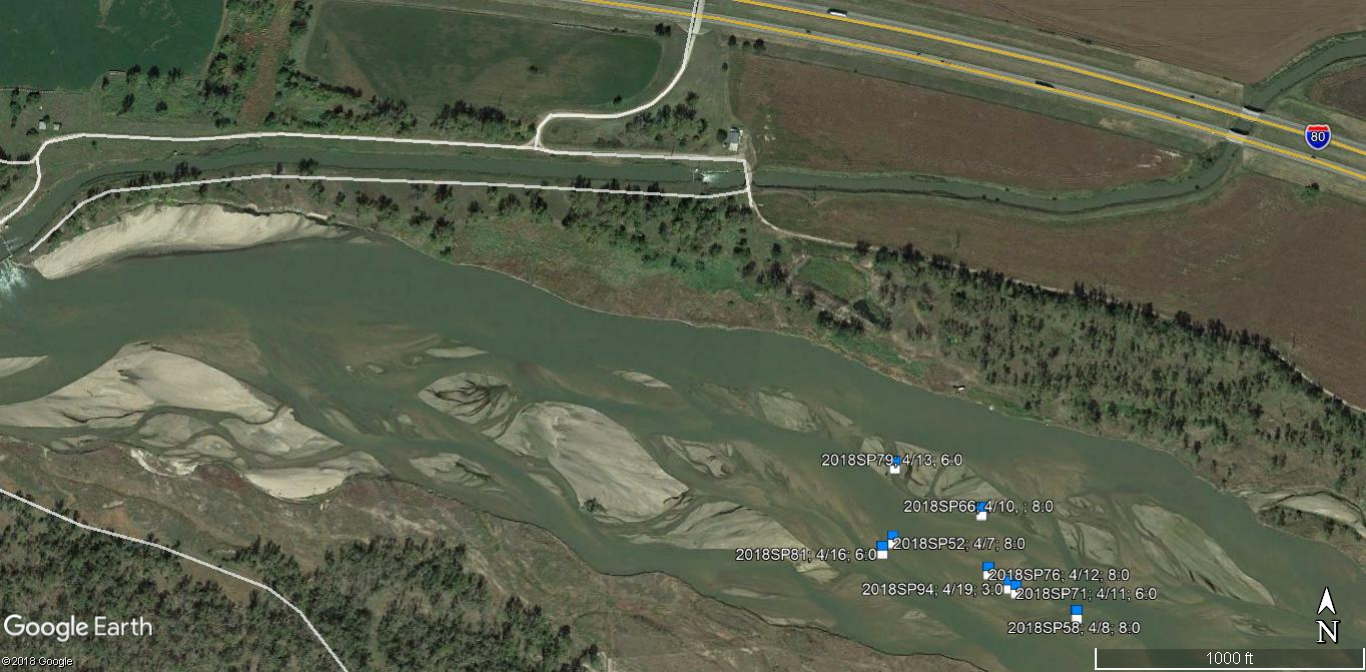 80
2018SP79; 4/13, 6:0
2018SP66; 4/10, ; 8:0
2018SP52; 4/7; 8:0
2018SP81; 4/16; 6:0
2018SP76; 4/12; 8:0
2018SP94; 4/19, 3:0
2018SP71; 4/11; 6:0
2018SP58; 4/8; 8:0
Google Earth
N
©2018 Google
1000 ft